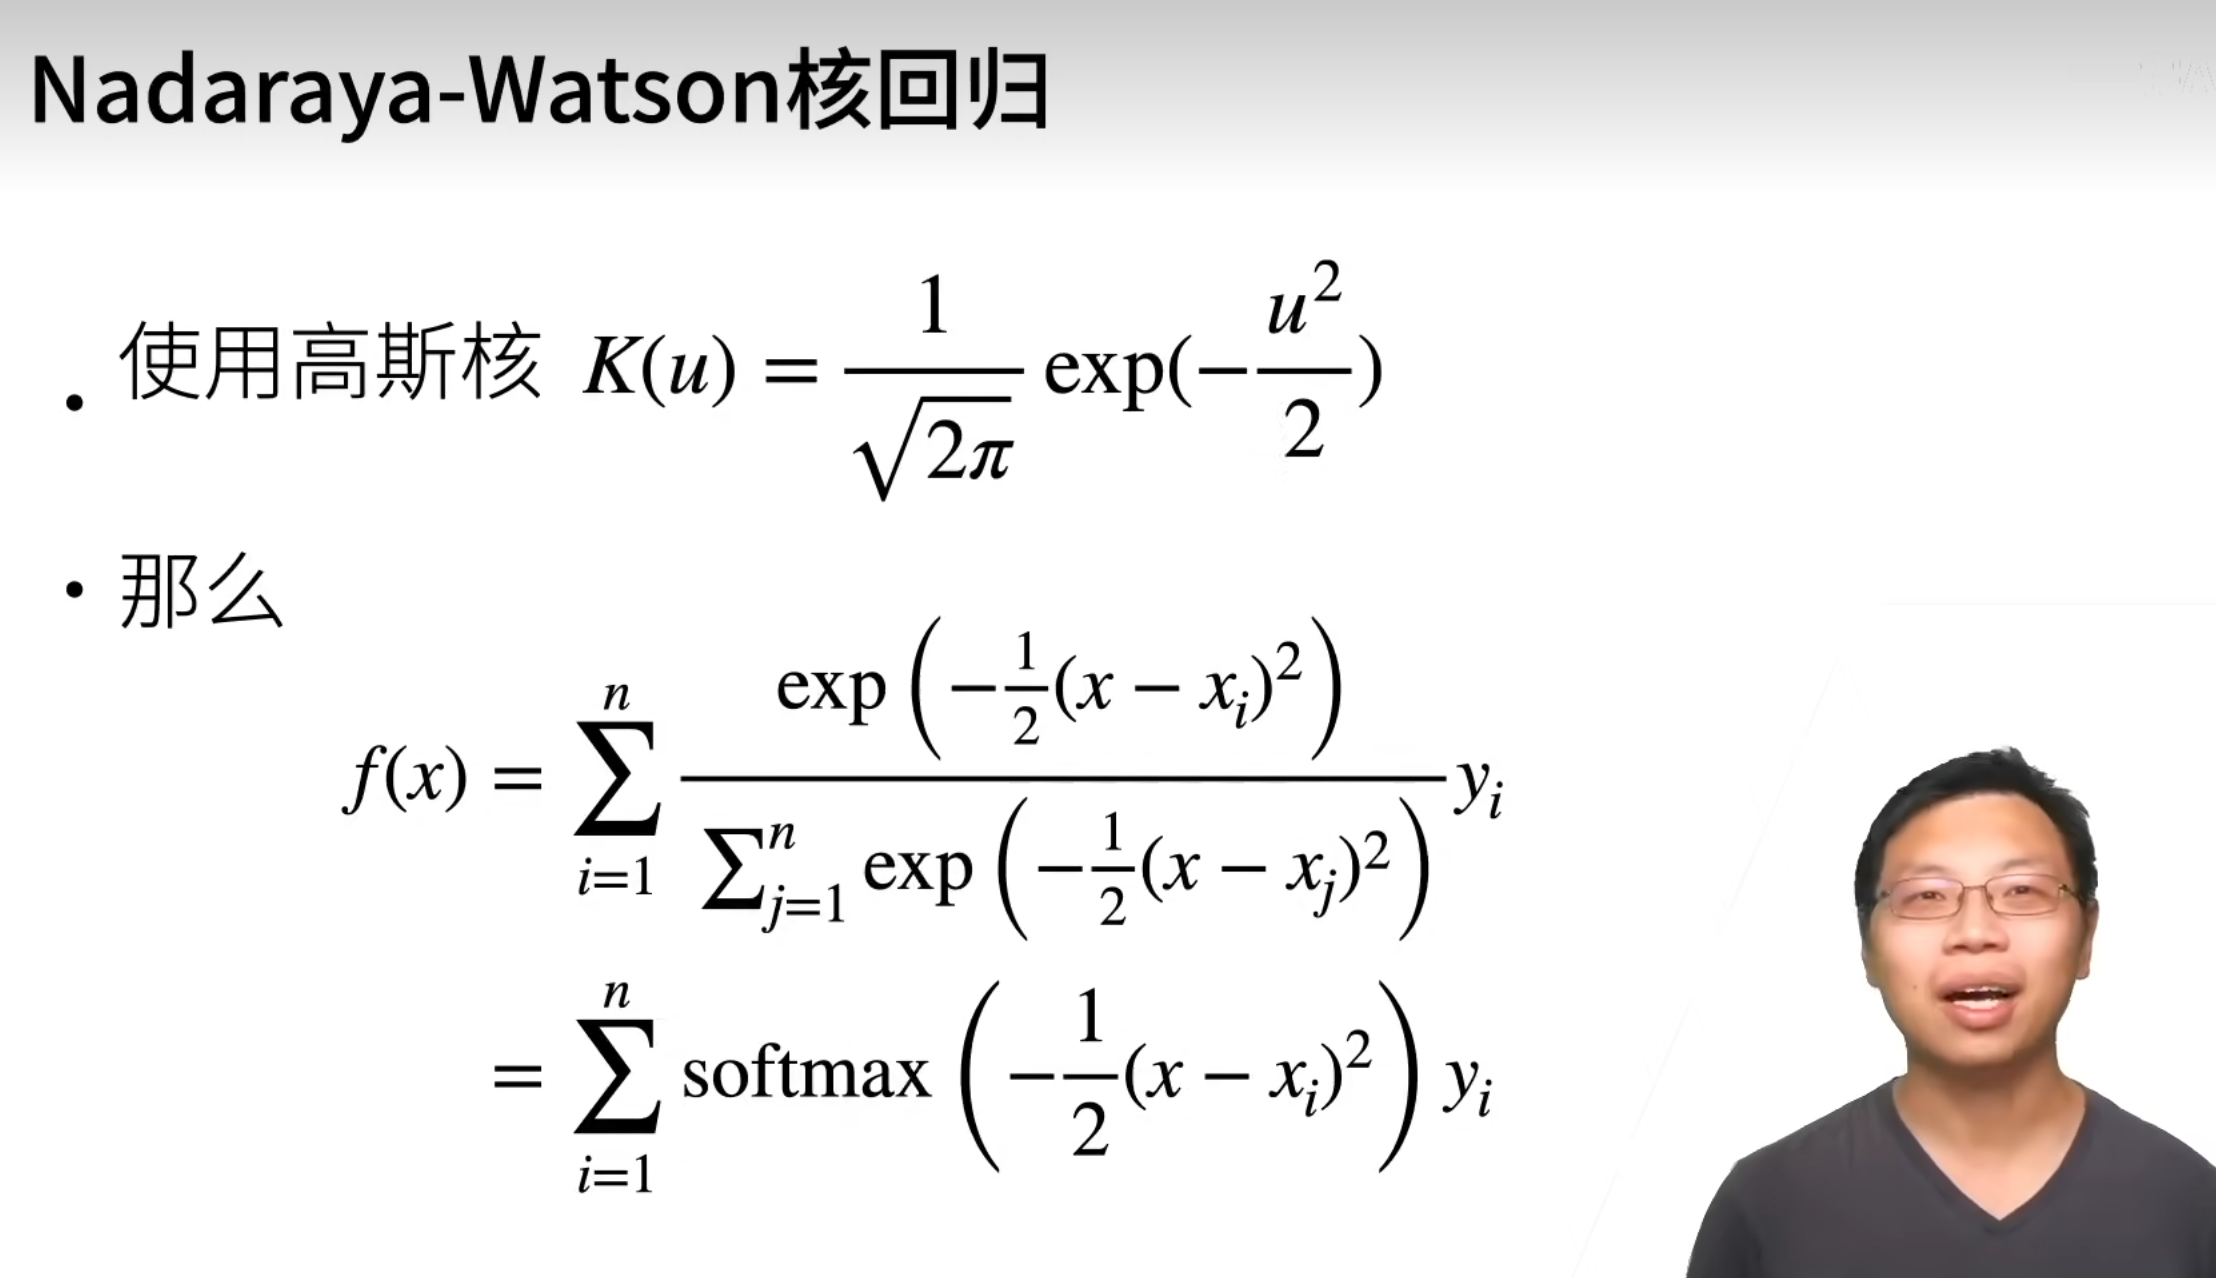 Nadaraya-Watson核回归
• 使用高斯核 $K(u) = \frac{1}{\sqrt{2\pi}} \exp(-\frac{u^2}{2})$
• 那么
$f(x) = \sum_{i=1}^{n} \frac{\exp\left(-\frac{1}{2}(x - x_i)^2\right)}{\sum_{j=1}^{n} \exp\left(-\frac{1}{2}(x - x_j)^2\right)} y_i$
$= \sum_{i=1}^{n} \text{softmax}\left(-\frac{1}{2}(x - x_i)^2\right) y_i$